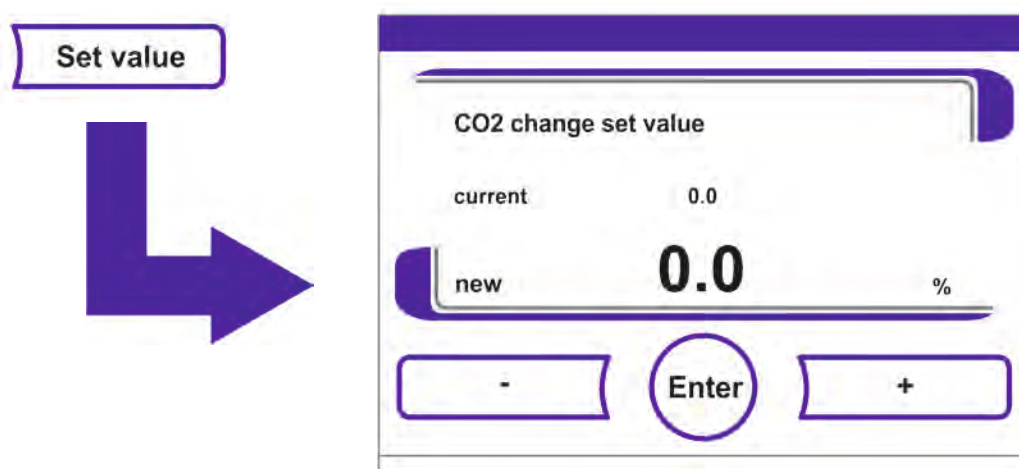 Set value
CO2 change set value
current 0.0
new 0.0 %
- Enter +